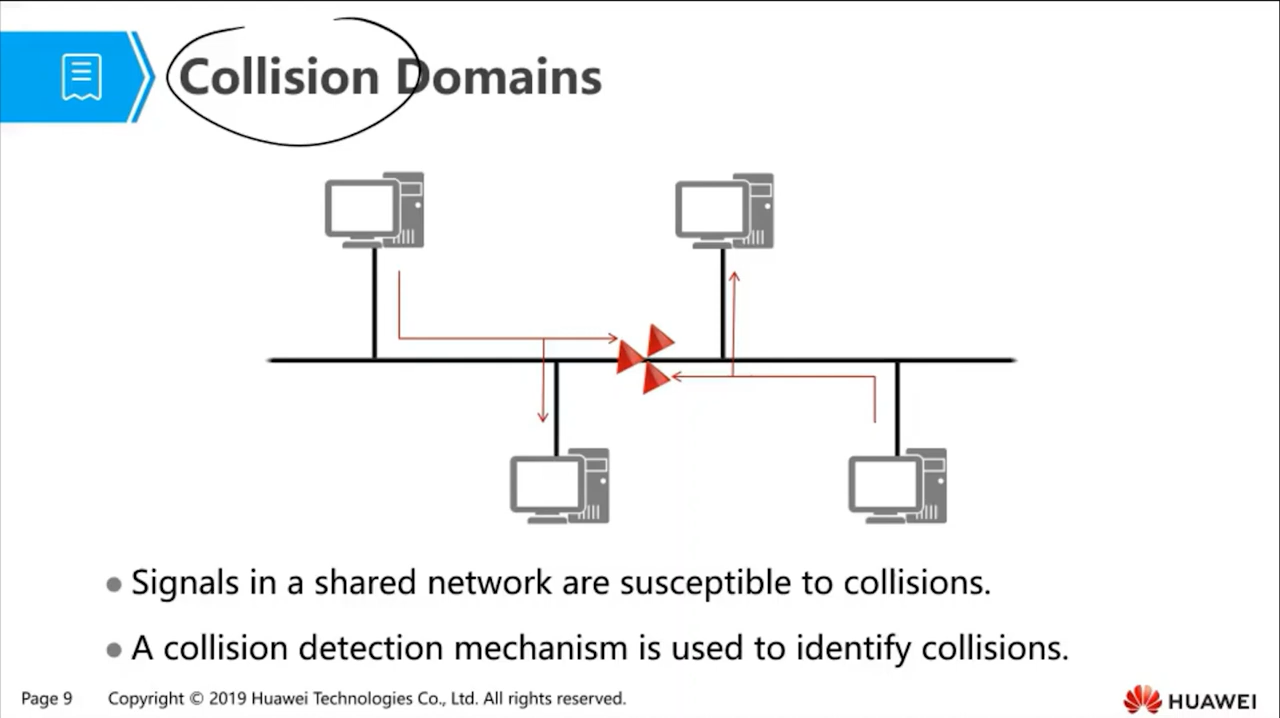 Collision Domains
Signals in a shared network are susceptible to collisions.
A collision detection mechanism is used to identify collisions.
Page 9 Copyright © 2019 Huawei Technologies Co., Ltd. All rights reserved.
HUAWEI